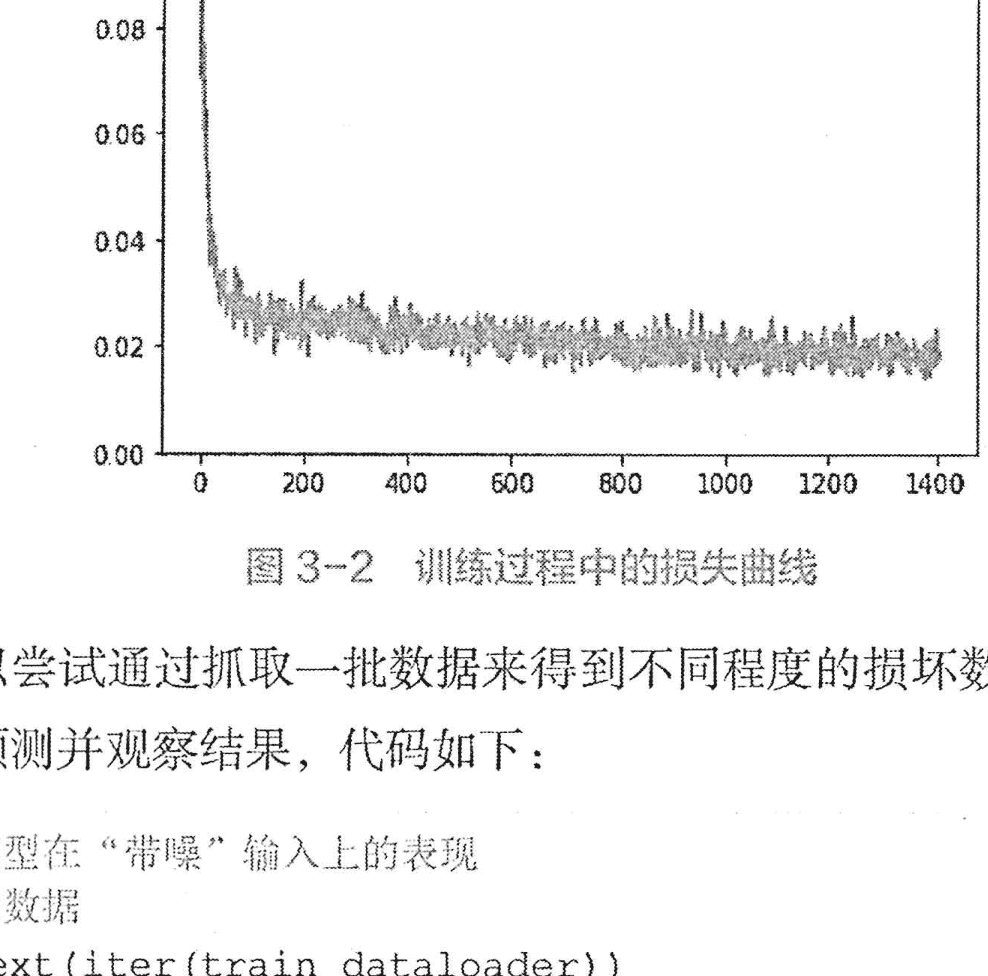 0.08
0.06
0.04
0.02
0.00
0 200 400 600 800 1000 1200 1400
图 3-2 训练过程中的损失曲线
尝试通过抓取一批数据来得到不同程度的损坏数
测并观察结果，代码如下：
型在“带噪”输入上的表现
数据
ext(iter(train_dataloader))